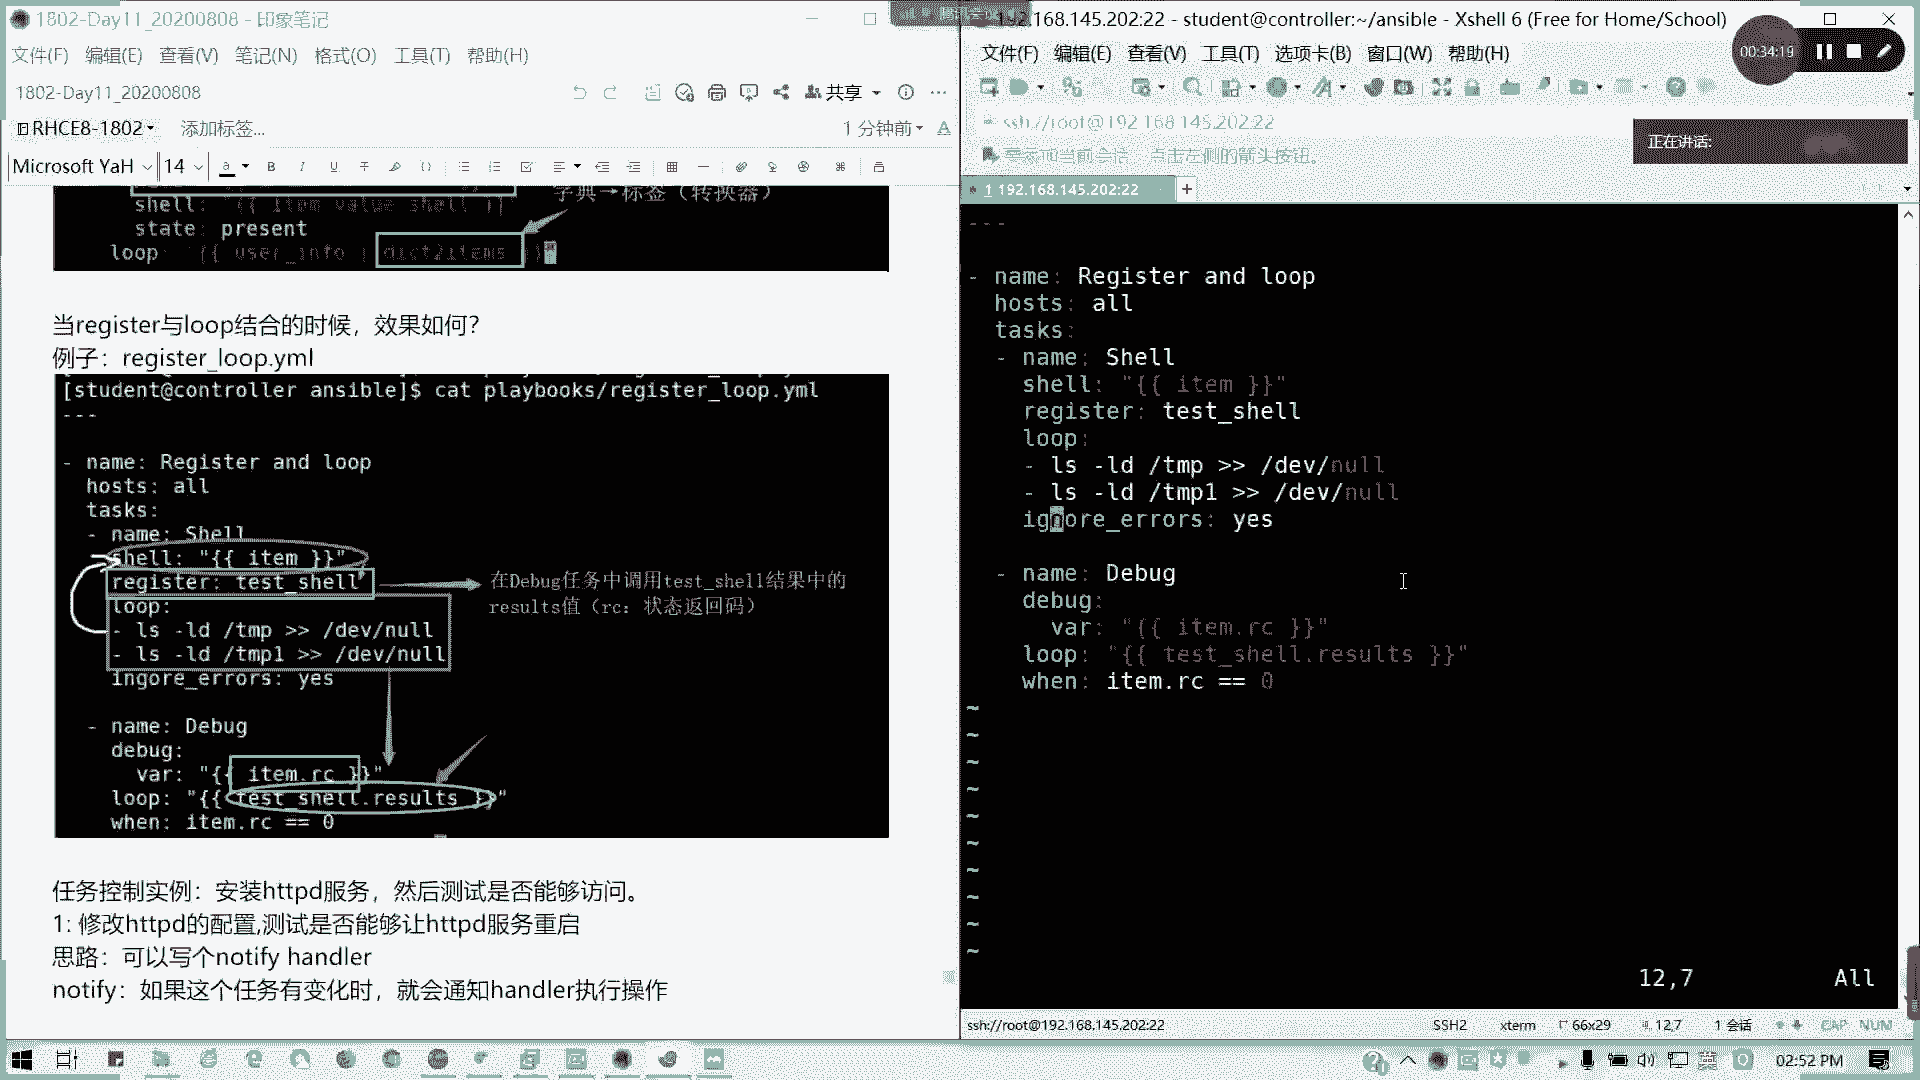 1802-Day11_20200808 - 印象笔记
文件(F) 编辑(E) 查看(V) 笔记(N) 格式(O) 工具(T) 帮助(H)
1802-Day11_20200808
共享
RHCE8-1802
添加标签...
1 分钟前
Microsoft YaH 14
字典→标签（转换器）
shell: "{{ item value shell }}"
state: present
loop: "{{ user_info | dict2items }}"
当register与loop结合的时候，效果如何？
例子：register_loop.yml
[student@controller ansible]$ cat playbooks/register_loop.yml
---
- name: Register and loop
hosts: all
tasks:
- name: Shell
shell: "{{ item }}"
register: test_shell
loop:
- ls -ld /tmp >> /dev/null
- ls -ld /tmp1 >> /dev/null
ingore_errors: yes
在Debug任务中调用test_shell结果中的
results值（rc：状态返回码）
- name: Debug
debug:
var: "{{ item.rc }}"
loop: "{{ test_shell.results }}"
when: item.rc == 0
任务控制实例：安装httpd服务，然后测试是否能够访问。
1: 修改httpd的配置,测试是否能够让httpd服务重启
思路：可以写个notify handler
notify：如果这个任务有变化时，就会通知handler执行操作
192.168.145.202:22 - student@controller:~/ansible - Xshell 6 (Free for Home/School)
文件(F) 编辑(E) 查看(V) 工具(T) 选项卡(B) 窗口(W) 帮助(H)
00:34:19
ssh://root@192.168.145.202:22
正在讲话:
要添加当前会话，点击左侧的箭头按钮。
1 192.168.145.202:22
---
- name: Register and loop
hosts: all
tasks:
- name: Shell
shell: "{{ item }}"
register: test_shell
loop:
- ls -ld /tmp >> /dev/null
- ls -ld /tmp1 >> /dev/null
ignore_errors: yes
- name: Debug
debug:
var: "{{ item.rc }}"
loop: "{{ test_shell.results }}"
when: item.rc == 0
~
~
~
~
~
~
~
~
~
~
12,7 All
ssh://root@192.168.145.202:22 SSH2 xterm 66x29 12,7 1 会话 CAP NUM
英 02:52 PM